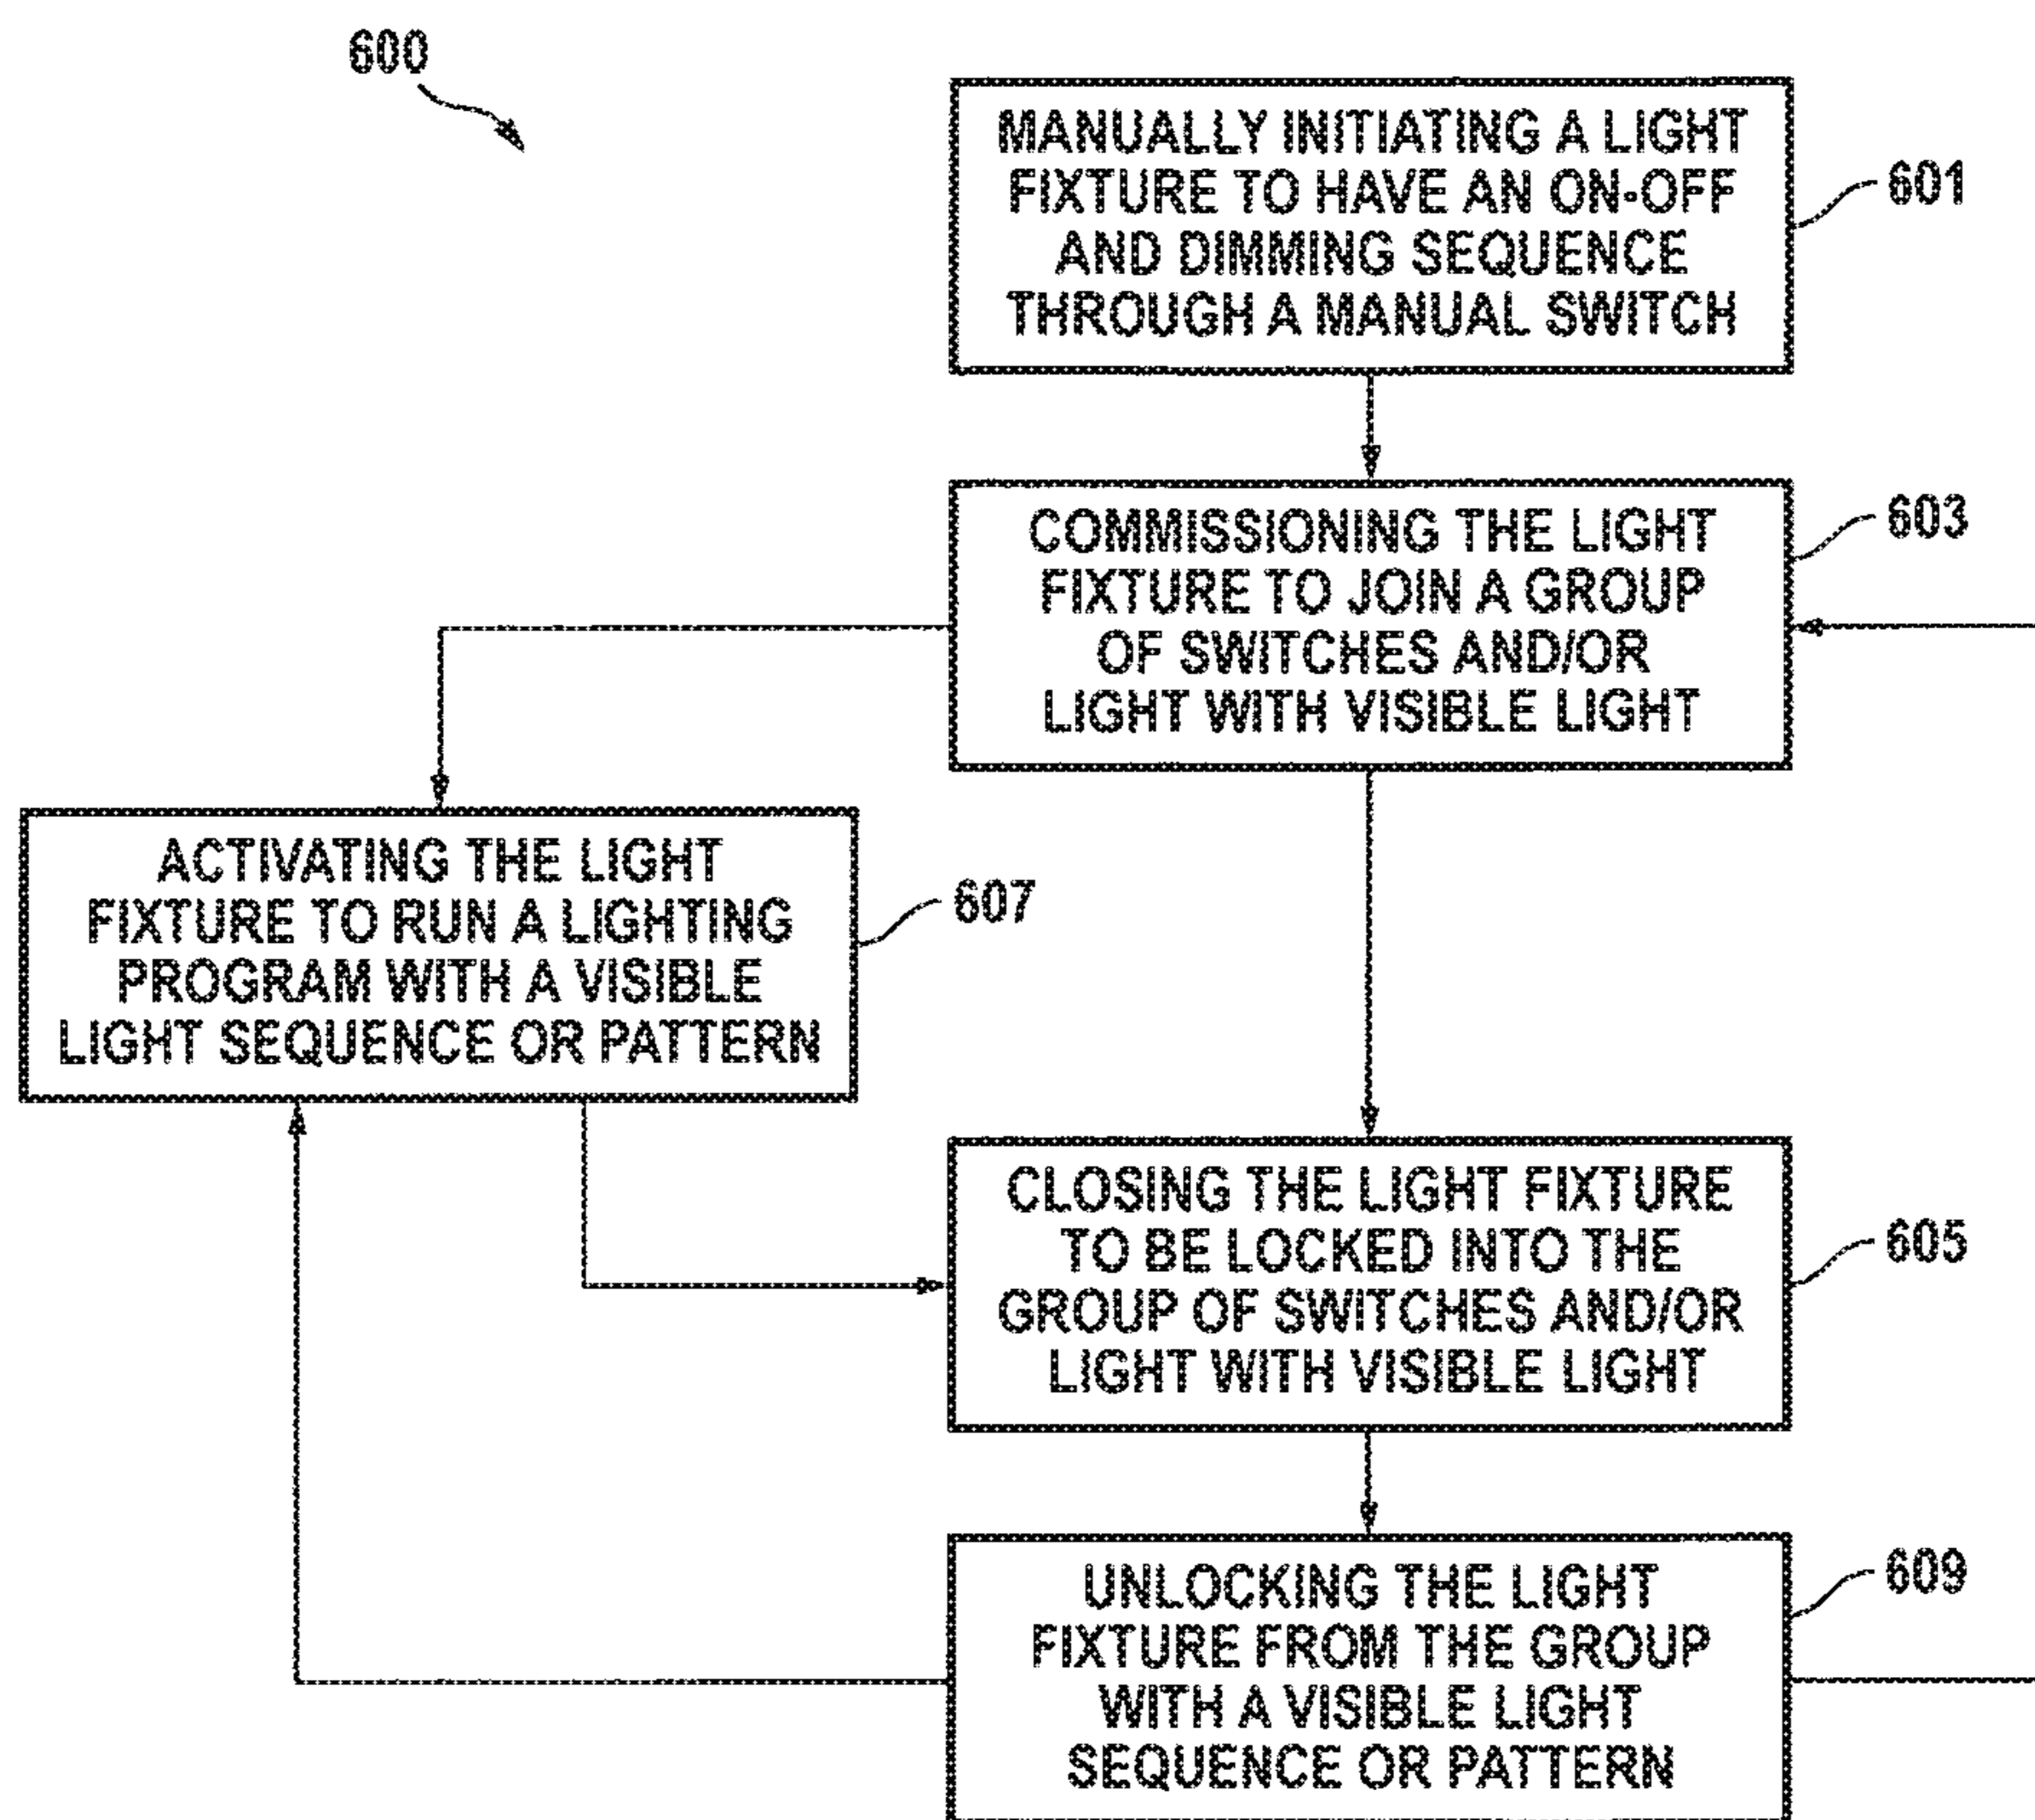 600
MANUALLY INITIATING A LIGHT
FIXTURE TO HAVE AN ON-OFF
AND DIMMING SEQUENCE
THROUGH A MANUAL SWITCH
601
COMMISSIONING THE LIGHT
FIXTURE TO JOIN A GROUP
OF SWITCHES AND/OR
LIGHT WITH VISIBLE LIGHT
603
ACTIVATING THE LIGHT
FIXTURE TO RUN A LIGHTING
PROGRAM WITH A VISIBLE
LIGHT SEQUENCE OR PATTERN
607
CLOSING THE LIGHT FIXTURE
TO BE LOCKED INTO THE
GROUP OF SWITCHES AND/OR
LIGHT WITH VISIBLE LIGHT
605
UNLOCKING THE LIGHT
FIXTURE FROM THE GROUP
WITH A VISIBLE LIGHT
SEQUENCE OR PATTERN
609